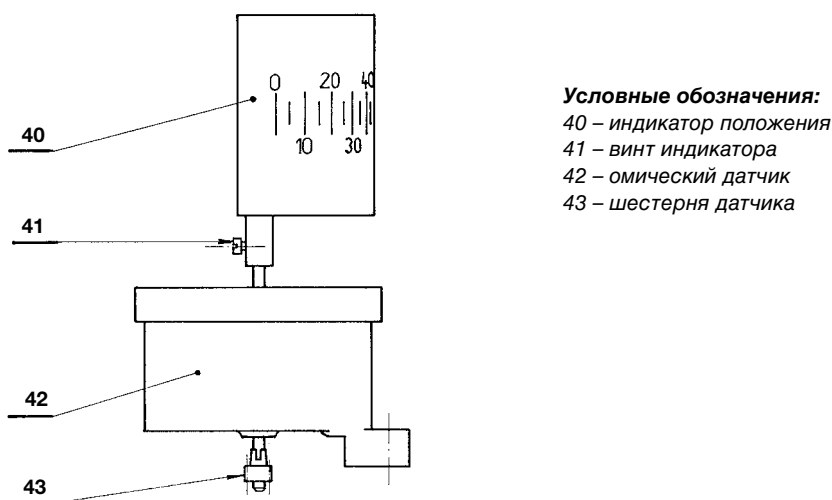 0 20 40
10 30
40
41
42
43
Условные обозначения:
40 – индикатор положения
41 – винт индикатора
42 – омический датчик
43 – шестерня датчика